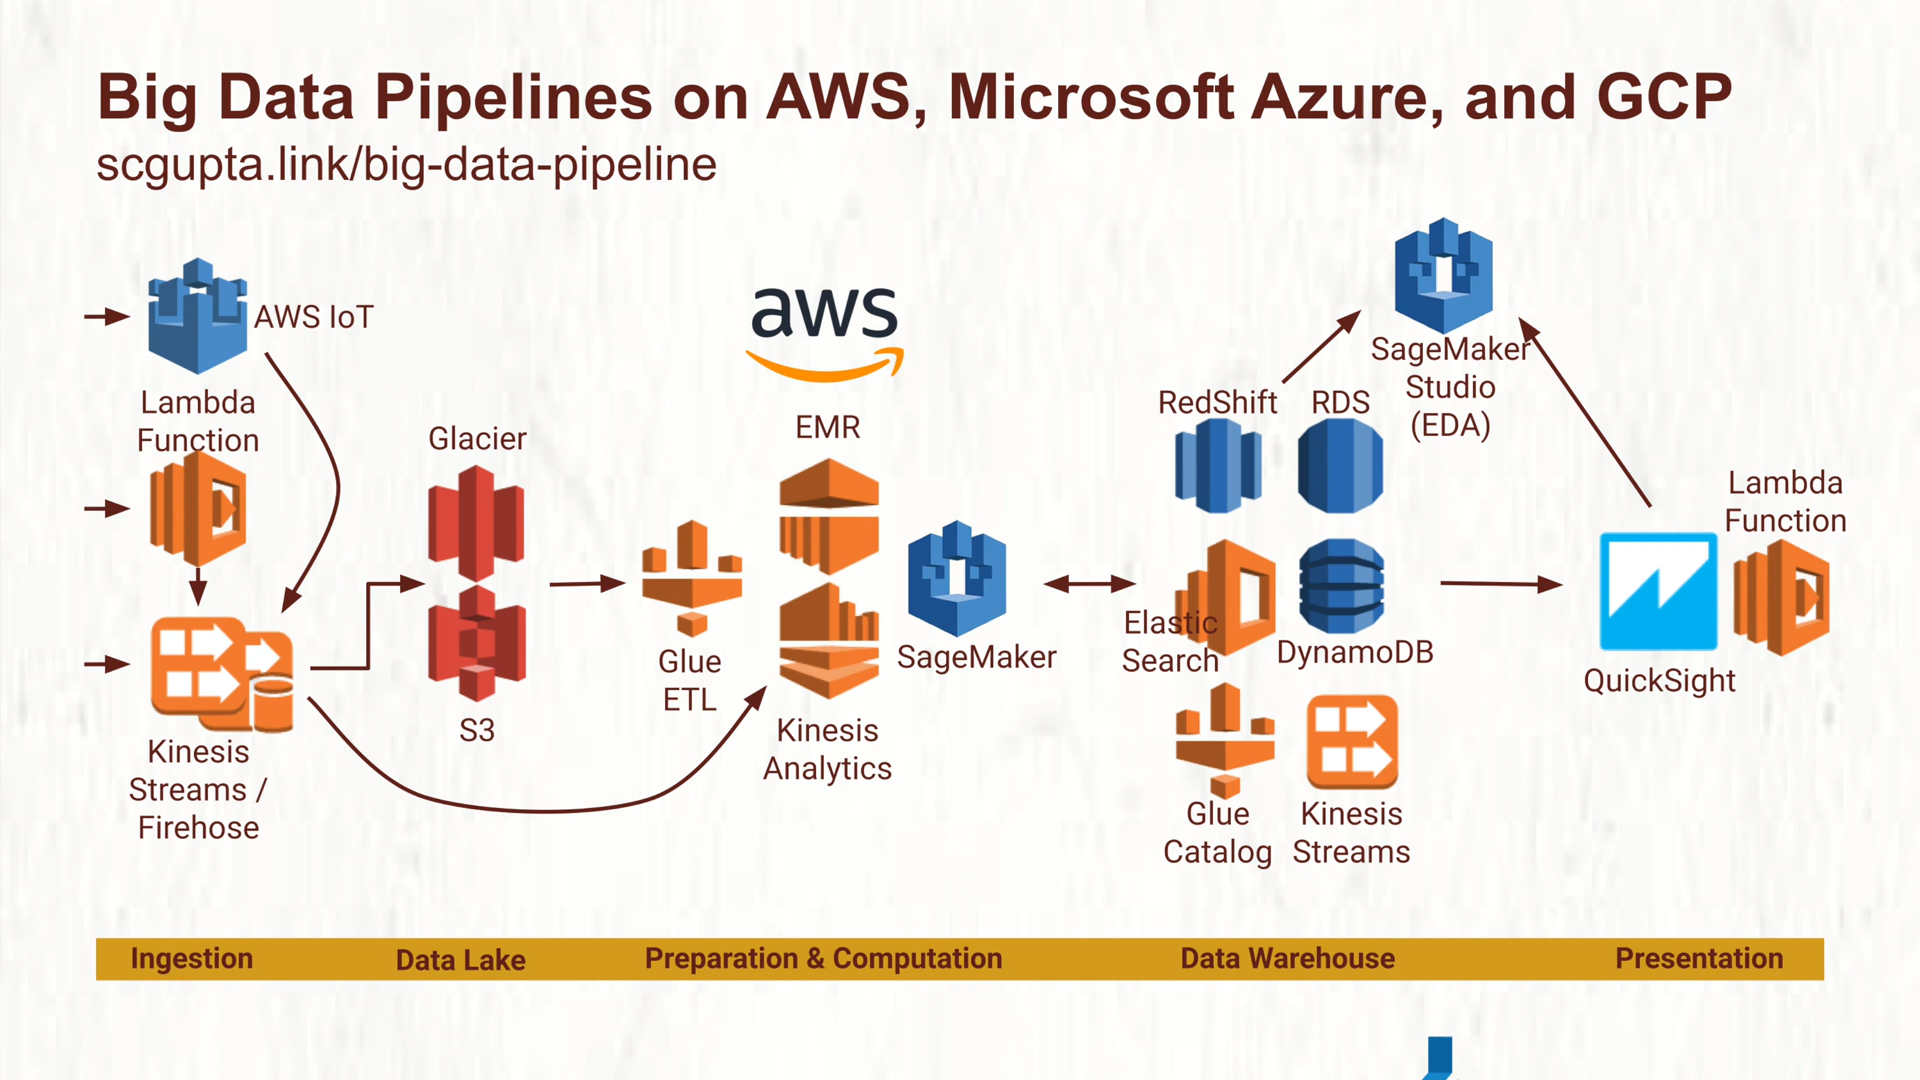 Big Data Pipelines on AWS, Microsoft Azure, and GCP
scgupta.link/big-data-pipeline
AWS IoT
Lambda
Function
Kinesis
Streams /
Firehose
Glacier
S3
aws
EMR
Glue
ETL
Kinesis
Analytics
SageMaker
RedShift
RDS
Elastic
Search
DynamoDB
Glue
Catalog
Kinesis
Streams
SageMaker
Studio
(EDA)
Lambda
Function
QuickSight
Ingestion
Data Lake
Preparation & Computation
Data Warehouse
Presentation